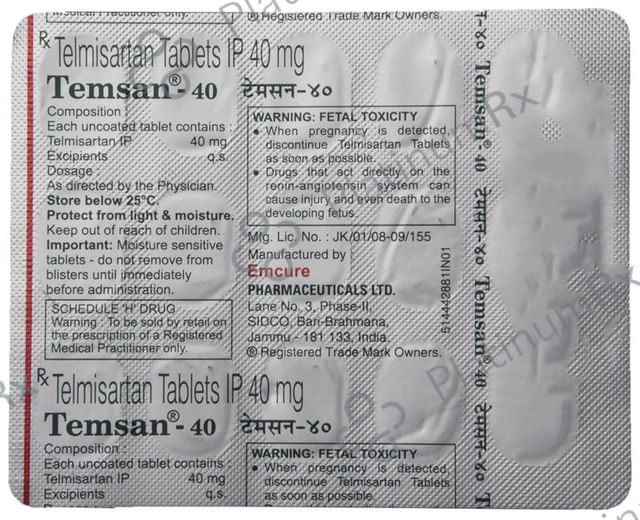 Medical Practitioner only.
® Registered Trade Mark Owners.
Rx Telmisartan Tablets IP 40 mg
Temsan®- 40 टेमसन-४०
Composition :
Each uncoated tablet contains :
Telmisartan IP 40 mg
Excipients q.s.
Dosage :
As directed by the Physician.
Store below 25°C.
Protect from light & moisture.
Keep out of reach of children.
Important: Moisture sensitive
tablets - do not remove from
blisters until immediately
before administration.
SCHEDULE 'H' DRUG
Warning : To be sold by retail on
the prescription of a Registered
Medical Practitioner only.
WARNING: FETAL TOXICITY
• When pregnancy is detected,
discontinue Telmisartan Tablets
as soon as possible.
• Drugs that act directly on the
renin-angiotensin system can
cause injury and even death to the
developing fetus.
Mfg. Lic. No. : JK/01/08-09/155
Manufactured by :
Emcure
PHARMACEUTICALS LTD.
Lane No. 3, Phase-II,
SIDCO, Bari-Brahmana,
Jammu - 181 133, India.
® Registered Trade Mark Owners.
514442881IN01
-४० Temsan®- 40 टेमसन-४० Temsan®- 40 टेमसन-४०
Rx Telmisartan Tablets IP 40 mg
Temsan®- 40 टेमसन-४०
Composition :
Each uncoated tablet contains :
Telmisartan IP 40 mg
Excipients q.s.
WARNING: FETAL TOXICITY
• When pregnancy is detected,
discontinue Telmisartan Tablets
as soon as possible.
PlatinumRx
PlatinumRx
PlatinumRx